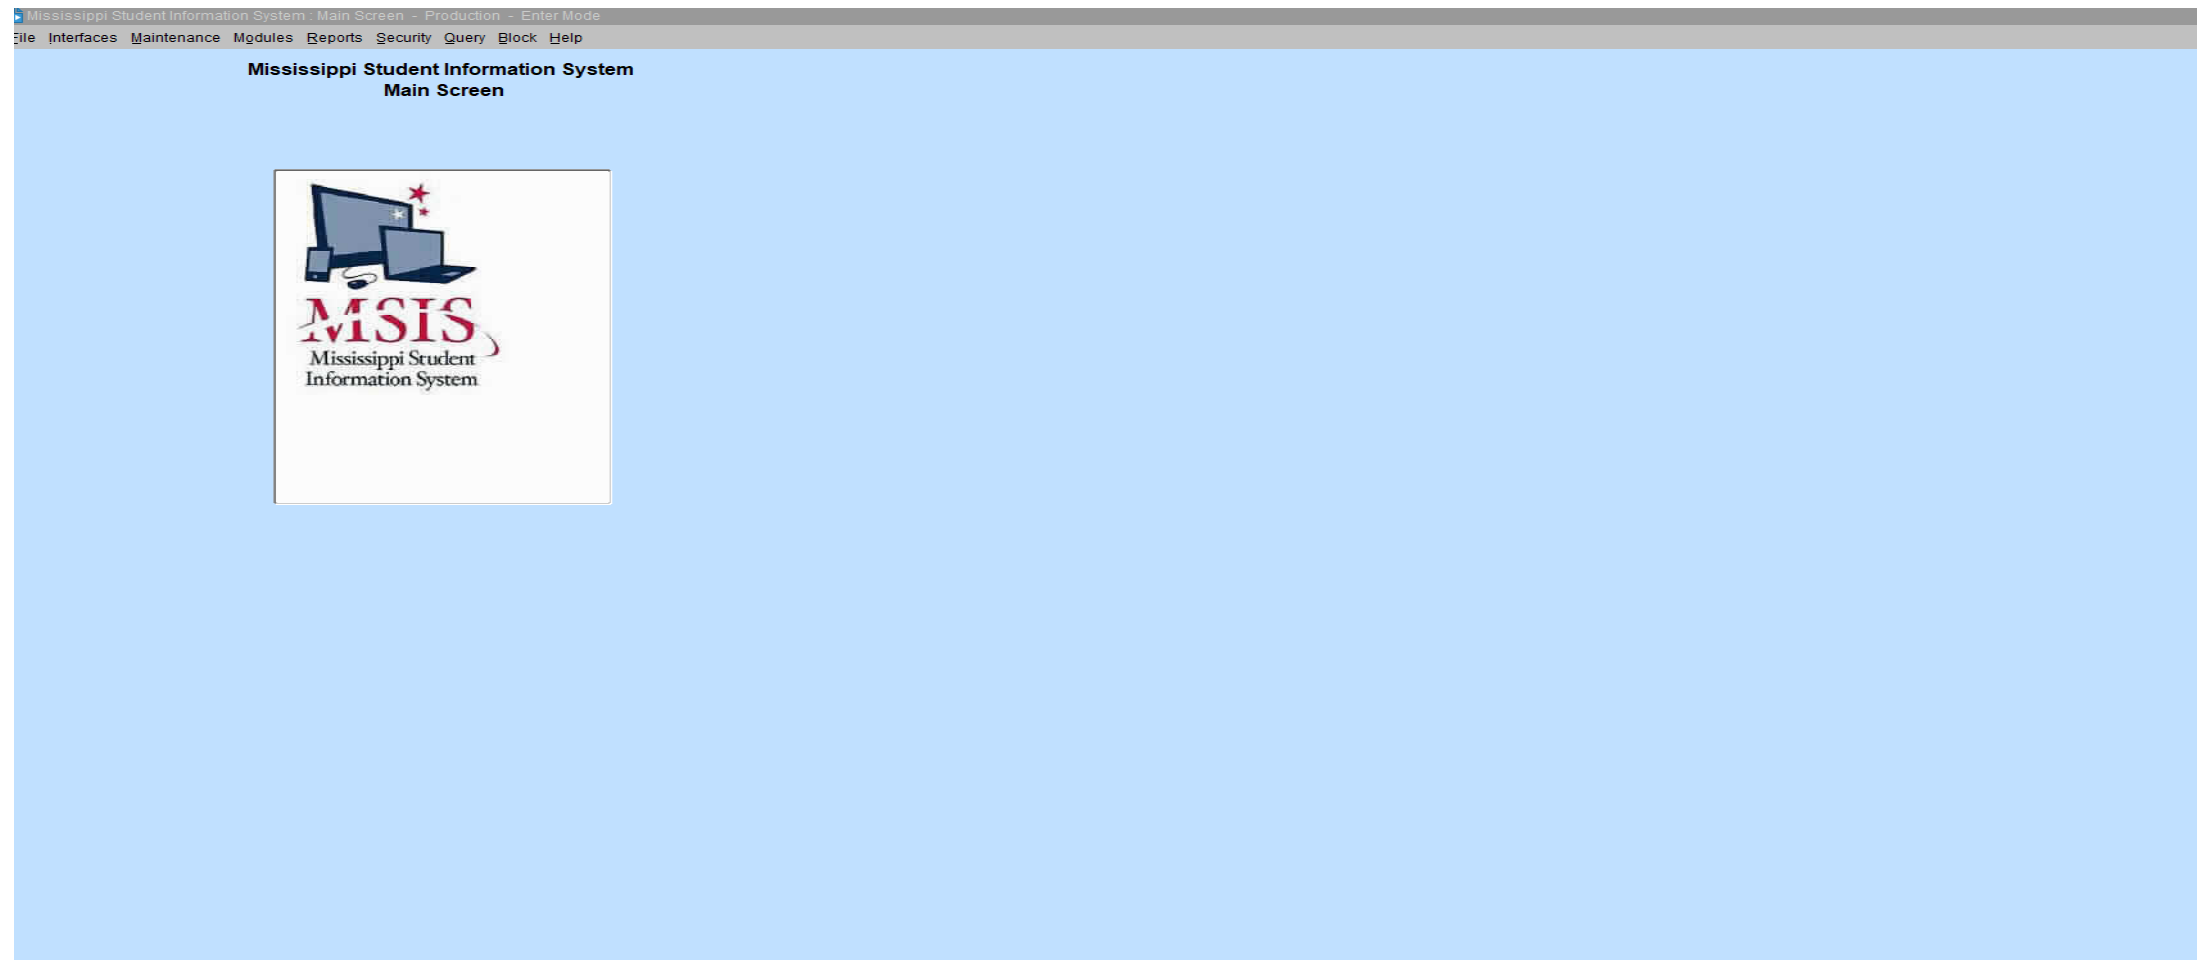 Mississippi Student Information System : Main Screen - Production - Enter Mode
File Interfaces Maintenance Modules Reports Security Query Block Help
Mississippi Student Information System
Main Screen
MSIS
Mississippi Student
Information System